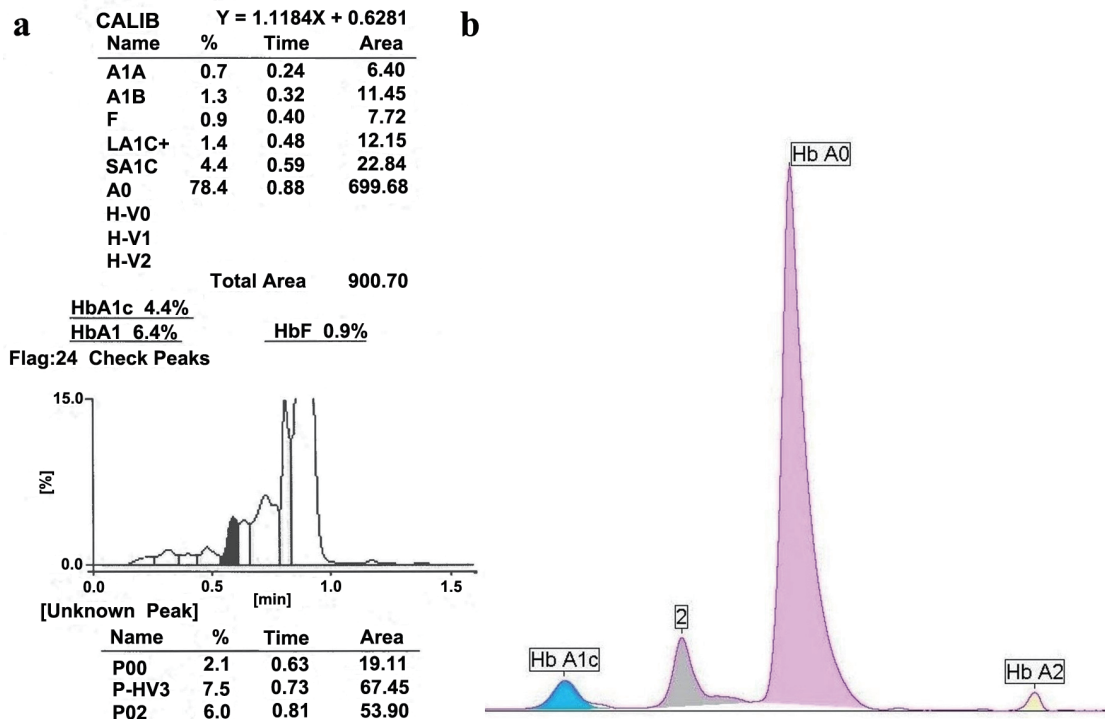 a
CALIB Y = 1.1184X + 0.6281
Name % Time Area
A1A 0.7 0.24 6.40
A1B 1.3 0.32 11.45
F 0.9 0.40 7.72
LA1C+ 1.4 0.48 12.15
SA1C 4.4 0.59 22.84
A0 78.4 0.88 699.68
H-V0
H-V1
H-V2
Total Area 900.70
HbA1c 4.4%
HbA1 6.4% HbF 0.9%
Flag:24 Check Peaks
15.0
[%]
0.0
0.0 0.5 1.0 1.5
[min]
[Unknown Peak]
Name % Time Area
P00 2.1 0.63 19.11
P-HV3 7.5 0.73 67.45
P02 6.0 0.81 53.90
b
Hb A0
2
Hb A1c
Hb A2